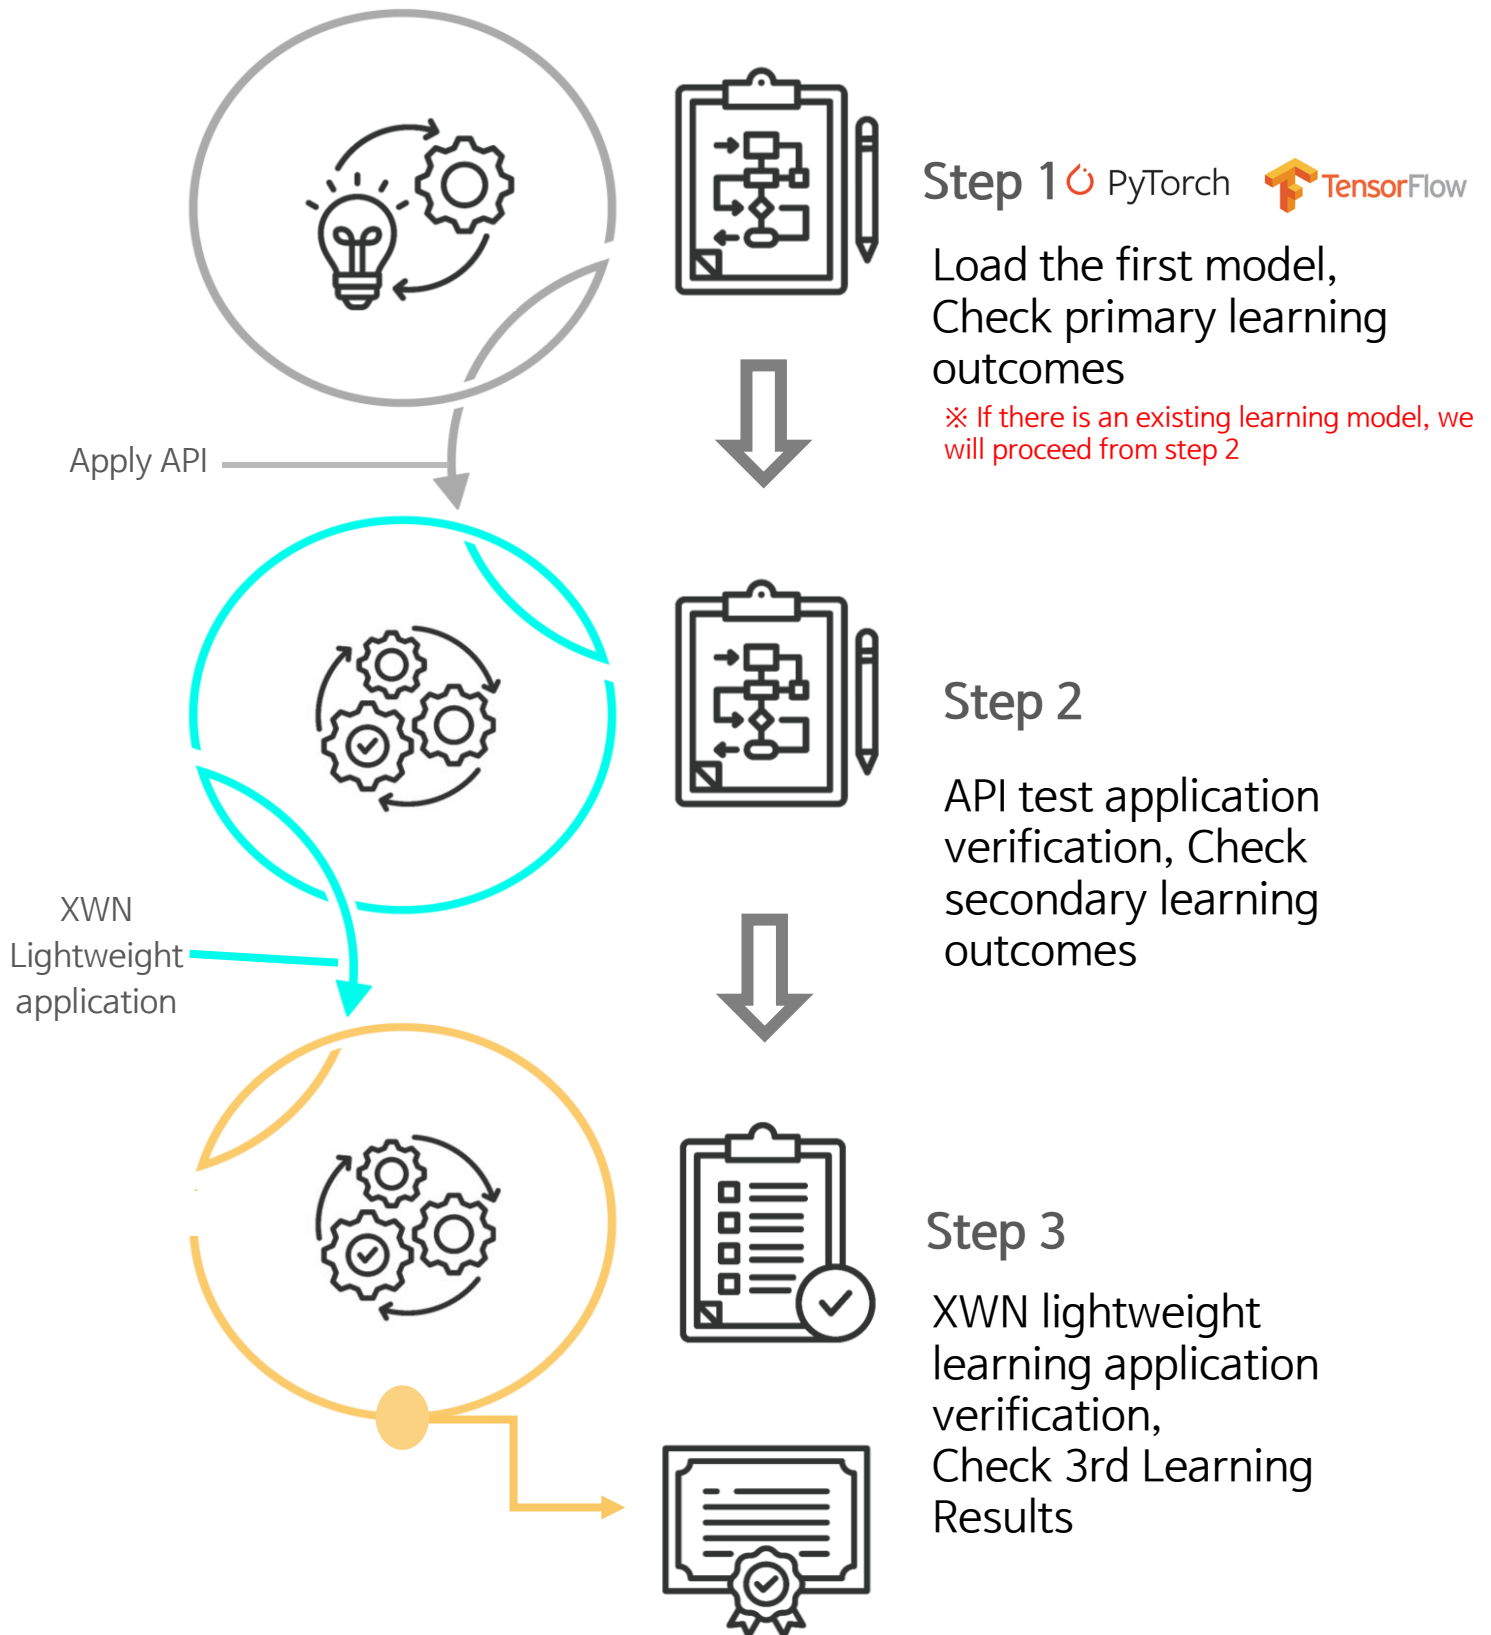 Step 1 PyTorch TensorFlow
Load the first model,
Check primary learning
outcomes
※ If there is an existing learning model, we
will proceed from step 2
Apply API
Step 2
API test application
verification, Check
secondary learning
outcomes
XWN
Lightweight
application
Step 3
XWN lightweight
learning application
verification,
Check 3rd Learning
Results